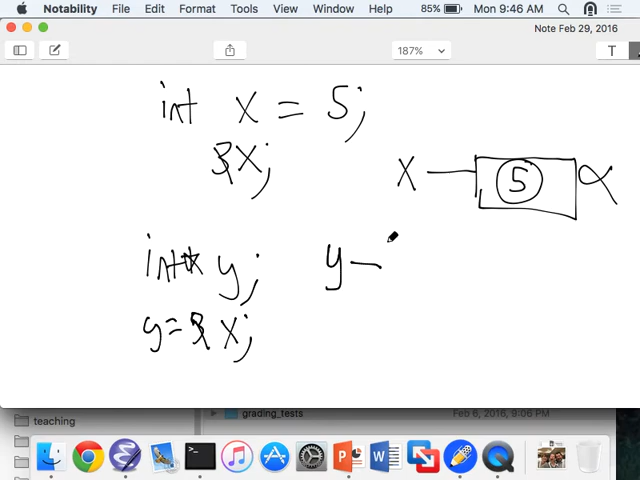 Notability File Edit Format Tools View Window Help 85% Mon 9:46 AM
Note Feb 29, 2016
187% T
int x = 5;
&x;
x 5 α
int* y; y
y = &x;
teaching grading_tests Feb 6, 2016, 9:06 PM